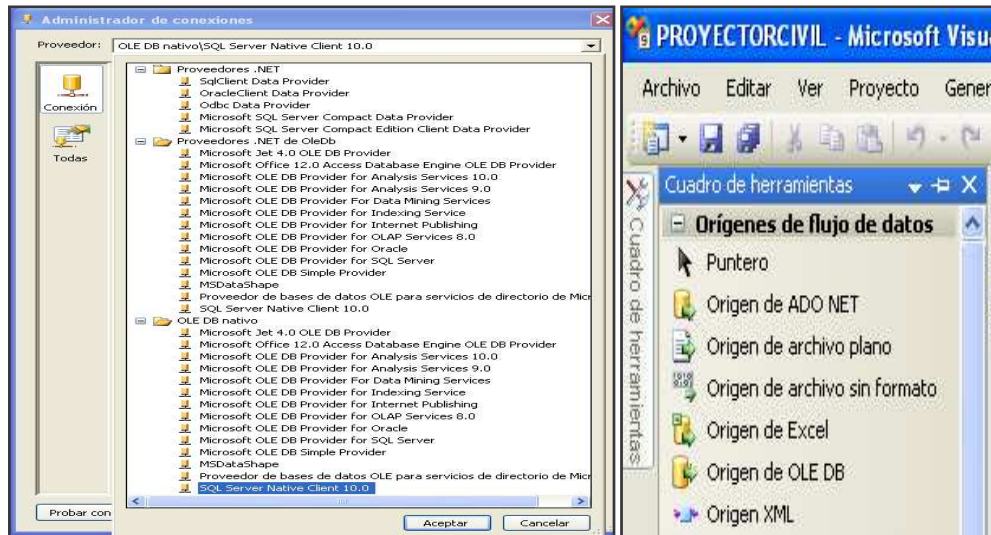 Administrador de conexiones
Proveedor: OLE DB nativo\SQL Server Native Client 10.0
Conexión
Todas
Proveedores .NET
SqlClient Data Provider
OracleClient Data Provider
Odbc Data Provider
Microsoft SQL Server Compact Data Provider
Microsoft SQL Server Compact Edition Client Data Provider
Proveedores .NET de OleDb
Microsoft Jet 4.0 OLE DB Provider
Microsoft Office 12.0 Access Database Engine OLE DB Provider
Microsoft OLE DB Provider for Analysis Services 10.0
Microsoft OLE DB Provider for Analysis Services 9.0
Microsoft OLE DB Provider For Data Mining Services
Microsoft OLE DB Provider for Indexing Service
Microsoft OLE DB Provider for Internet Publishing
Microsoft OLE DB Provider for OLAP Services 8.0
Microsoft OLE DB Provider for Oracle
Microsoft OLE DB Provider for SQL Server
Microsoft OLE DB Simple Provider
MSDataShape
Proveedor de bases de datos OLE para servicios de directorio de Micr
SQL Server Native Client 10.0
OLE DB nativo
Microsoft Jet 4.0 OLE DB Provider
Microsoft Office 12.0 Access Database Engine OLE DB Provider
Microsoft OLE DB Provider for Analysis Services 10.0
Microsoft OLE DB Provider for Analysis Services 9.0
Microsoft OLE DB Provider For Data Mining Services
Microsoft OLE DB Provider for Indexing Service
Microsoft OLE DB Provider for Internet Publishing
Microsoft OLE DB Provider for OLAP Services 8.0
Microsoft OLE DB Provider for Oracle
Microsoft OLE DB Provider for SQL Server
Microsoft OLE DB Simple Provider
MSDataShape
Proveedor de bases de datos OLE para servicios de directorio de Micr
SQL Server Native Client 10.0
Probar con
Aceptar Cancelar
PROYECTORCIVIL - Microsoft Visu
Archivo Editar Ver Proyecto Gener
Cuadro de herramientas
Cuadro de herramientas
Orígenes de flujo de datos
Puntero
Origen de ADO NET
Origen de archivo plano
Origen de archivo sin formato
Origen de Excel
Origen de OLE DB
Origen XML